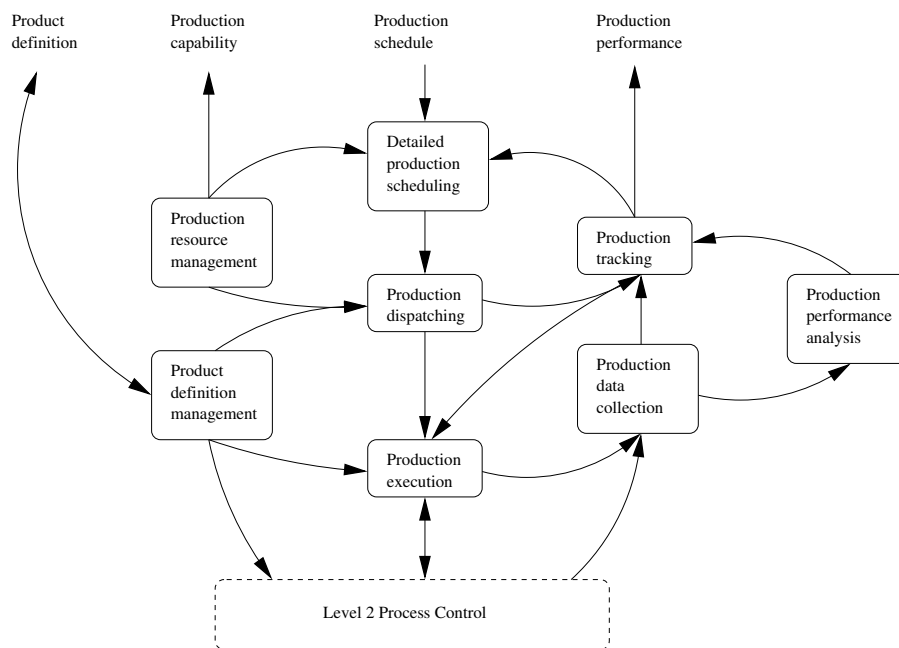 Product
definition
Production
capability
Production
schedule
Production
performance
Detailed
production
scheduling
Production
resource
management
Production
tracking
Production
dispatching
Production
performance
analysis
Product
definition
management
Production
data
collection
Production
execution
Level 2 Process Control